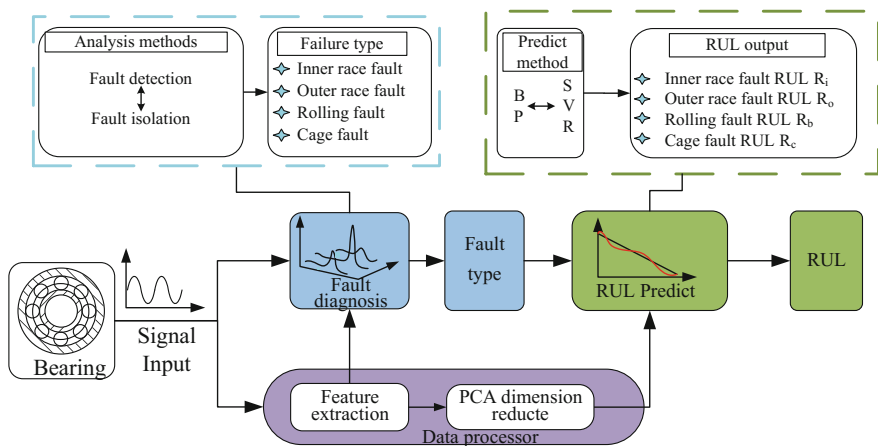 Analysis methods
Fault detection
Fault isolation
Failure type
Inner race fault
Outer race fault
Rolling fault
Cage fault
Predict
method
B
P
S
V
R
RUL output
Inner race fault RUL Ri
Outer race fault RUL Ro
Rolling fault RUL Rb
Cage fault RUL Rc
Bearing
Signal
Input
Fault
diagnosis
Fault
type
RUL Predict
RUL
Feature
extraction
PCA dimension
reducte
Data processor